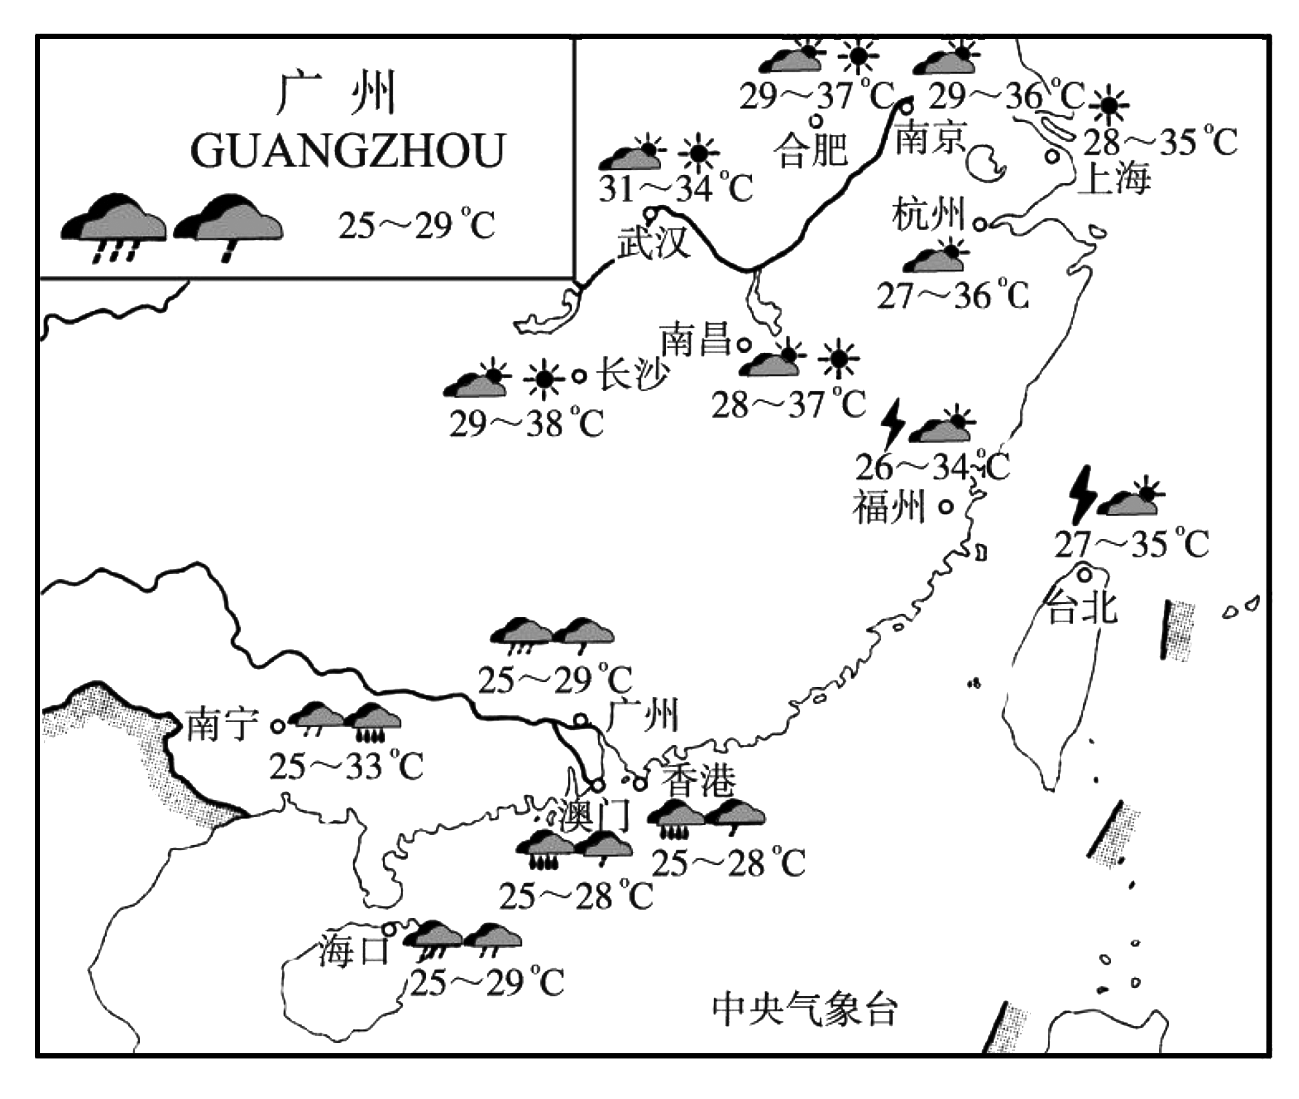 广州
GUANGZHOU
25～29℃
29～37℃
29～36℃
合肥
南京
28～35℃
上海
31～34℃
武汉
杭州
27～36℃
南昌
28～37℃
长沙
29～38℃
26～34℃
福州
27～35℃
台北
25～29℃
广州
南宁
25～33℃
香港
25～28℃
澳门
25～28℃
海口
25～29℃
中央气象台